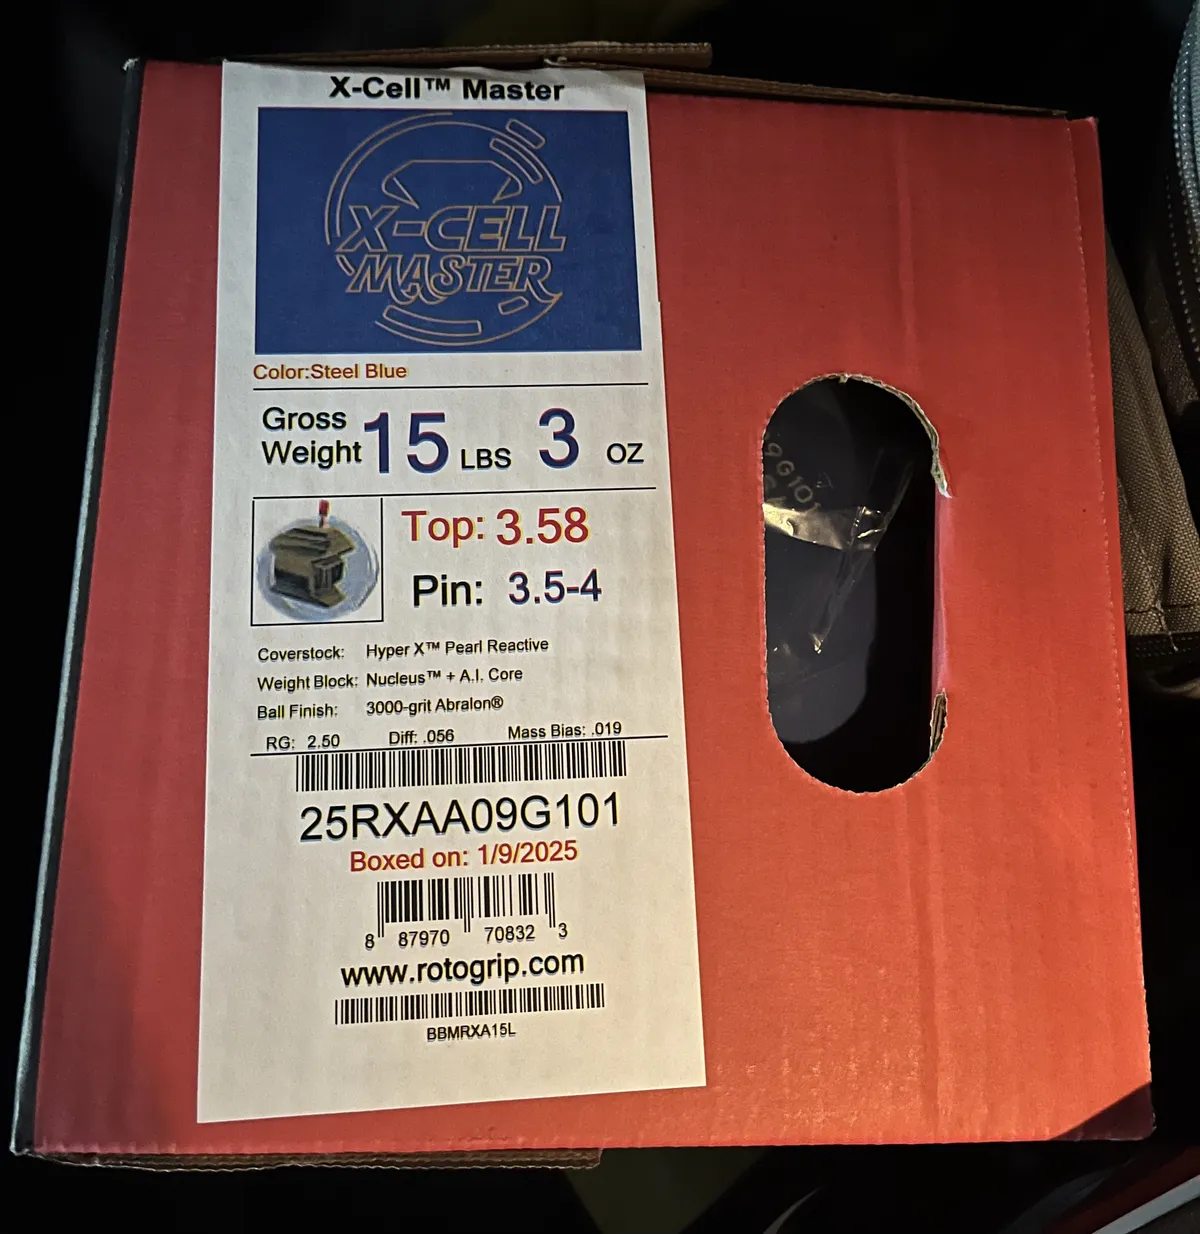 X-Cell™ Master
X-CELL
MASTER
Color:Steel Blue
Gross Weight 15 LBS 3 OZ
Top: 3.58
Pin: 3.5-4
Coverstock: Hyper X™ Pearl Reactive
Weight Block: Nucleus™ + A.I. Core
Ball Finish: 3000-grit Abralon®
RG: 2.50 Diff: .056 Mass Bias: .019
25RXAA09G101
Boxed on: 1/9/2025
8 87970 70832 3
www.rotogrip.com
BBMRXA15L
9G101